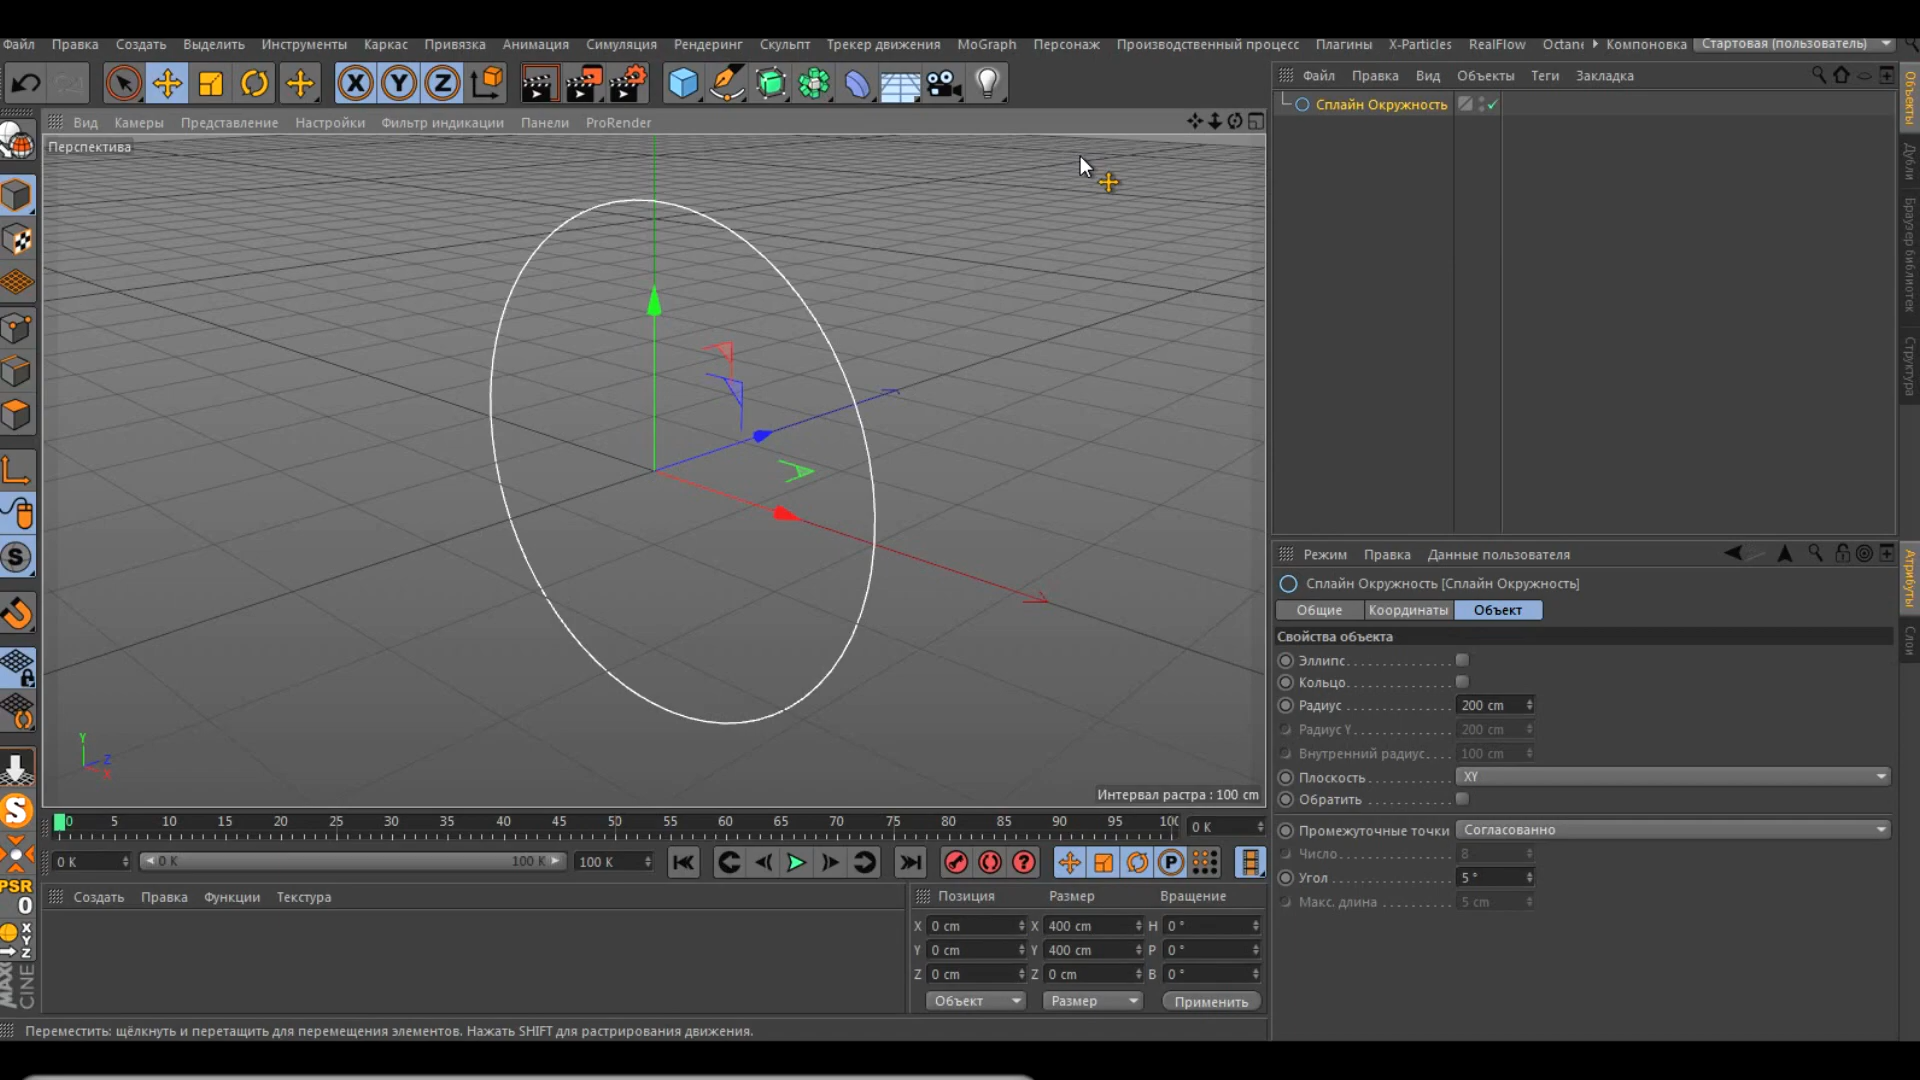 Файл Правка Создать Выделить Инструменты Каркас Привязка Анимация Симуляция Рендеринг Скульпт Трекер движения MoGraph Персонаж Производственный процесс Плагины X-Particles RealFlow Octane Компоновка Стартовая (пользователь)
X Y Z
Файл Правка Вид Объекты Теги Закладка
Сплайн Окружность
Вид Камеры Представление Настройки Фильтр индикации Панели ProRender
Перспектива
Объекты
Дубли
Браузер библиотек
Структура
S
Y
Z
X
Интервал растра : 100 cm
Режим Правка Данные пользователя
Сплайн Окружность [Сплайн Окружность]
Общие Координаты Объект
Свойства объекта
Эллипс
Кольцо
Радиус 200 cm
Радиус Y 200 cm
Внутренний радиус 100 cm
Плоскость XY
Обратить
Промежуточные точки Согласованно
Число 8
Угол 5 °
Макс. длина 5 cm
Атрибуты
Слои
0 5 10 15 20 25 30 35 40 45 50 55 60 65 70 75 80 85 90 95 100 0 K
0 K 0 K 100 K 100 K
? P
S
PSR
0
X
Y
Z
Создать Правка Функции Текстура
Позиция Размер Вращение
X 0 cm X 400 cm H 0 °
Y 0 cm Y 400 cm P 0 °
Z 0 cm Z 0 cm B 0 °
Объект Размер Применить
MAXO
CINE
Переместить: щёлкнуть и перетащить для перемещения элементов. Нажать SHIFT для растрирования движения.